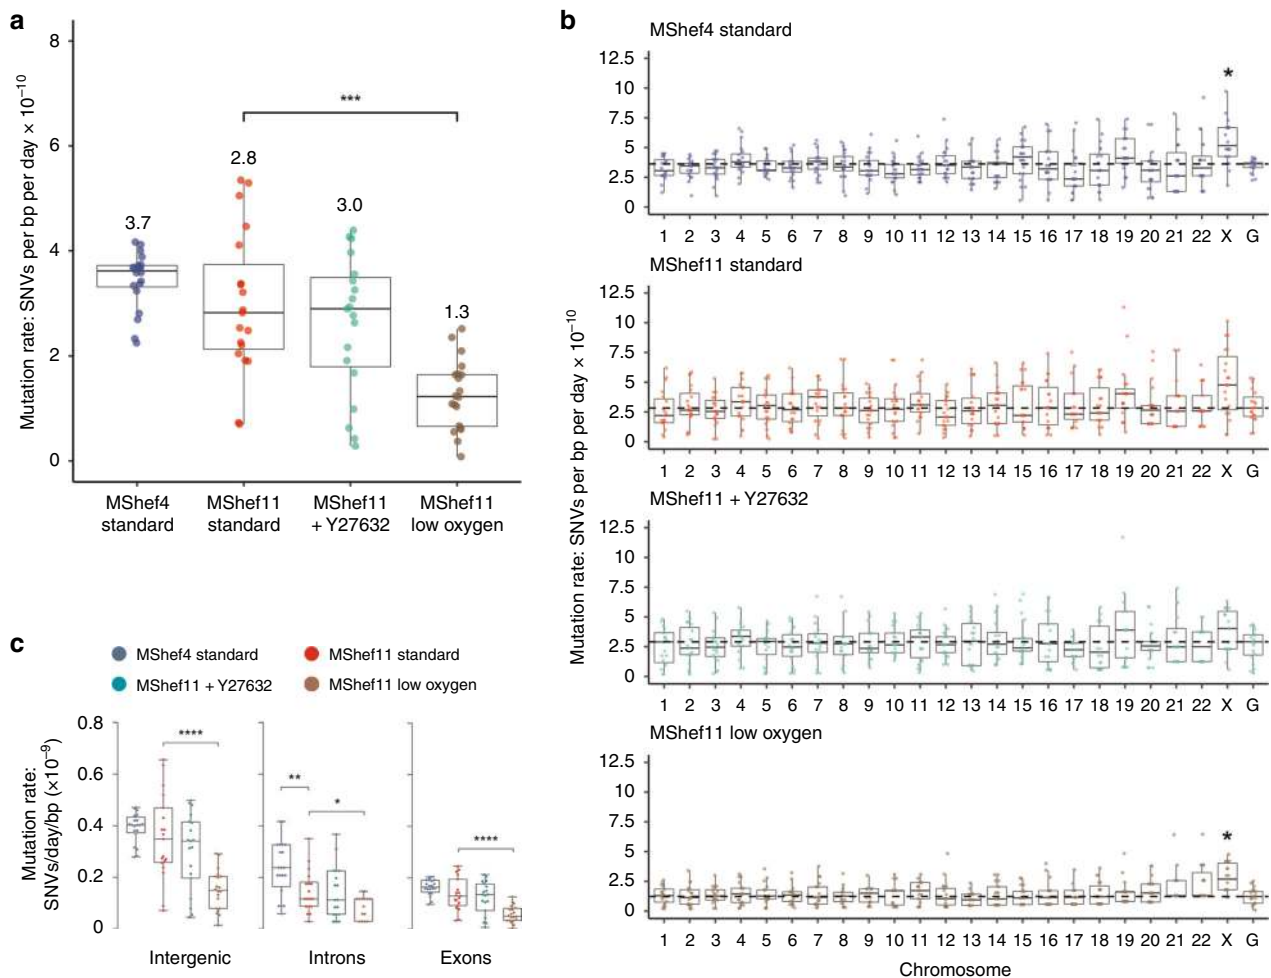 a
Mutation rate: SNVs per bp per day × 10⁻¹⁰
8
6
4
2
0
***
3.7
2.8
3.0
1.3
MShef4 standard
MShef11 standard
MShef11 + Y27632
MShef11 low oxygen
b
Mutation rate: SNVs per bp per day × 10⁻¹⁰
MShef4 standard
12.5
10
7.5
5
2.5
0
*
1 2 3 4 5 6 7 8 9 10 11 12 13 14 15 16 17 18 19 20 21 22 X G
MShef11 standard
12.5
10
7.5
5
2.5
0
1 2 3 4 5 6 7 8 9 10 11 12 13 14 15 16 17 18 19 20 21 22 X G
MShef11 + Y27632
12.5
10
7.5
5
2.5
0
1 2 3 4 5 6 7 8 9 10 11 12 13 14 15 16 17 18 19 20 21 22 X G
MShef11 low oxygen
12.5
10
7.5
5
2.5
0
*
1 2 3 4 5 6 7 8 9 10 11 12 13 14 15 16 17 18 19 20 21 22 X G
Chromosome
c
MShef4 standard
MShef11 standard
MShef11 + Y27632
MShef11 low oxygen
Mutation rate:
SNVs/day/bp (×10⁻⁹)
0.8
0.6
0.4
0.2
0
****
**
*
****
Intergenic
Introns
Exons